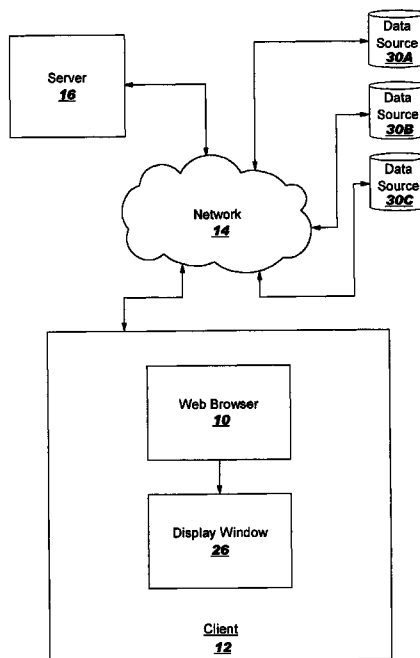 Server
16
Data
Source
30A
Data
Source
30B
Data
Source
30C
Network
14
Web Browser
10
Display Window
26
Client
12